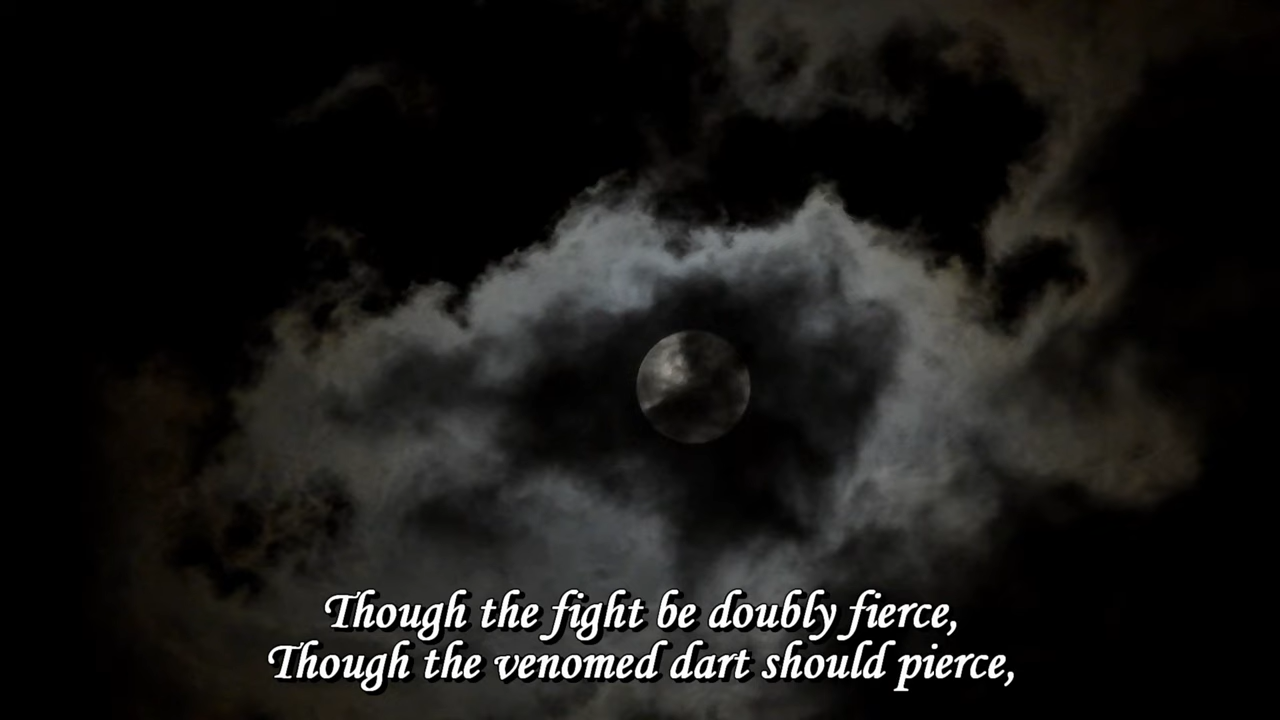 Though the fight be doubly fierce,
Though the venomed dart should pierce,